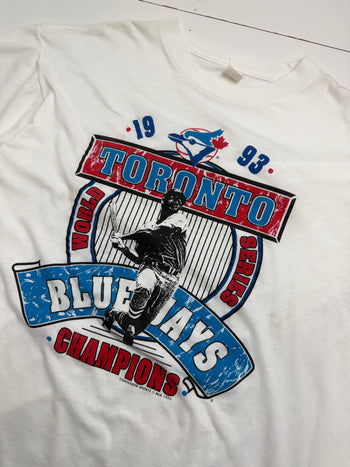 19 93
TORONTO
WORLD SERIES
BLUE JAYS
CHAMPIONS